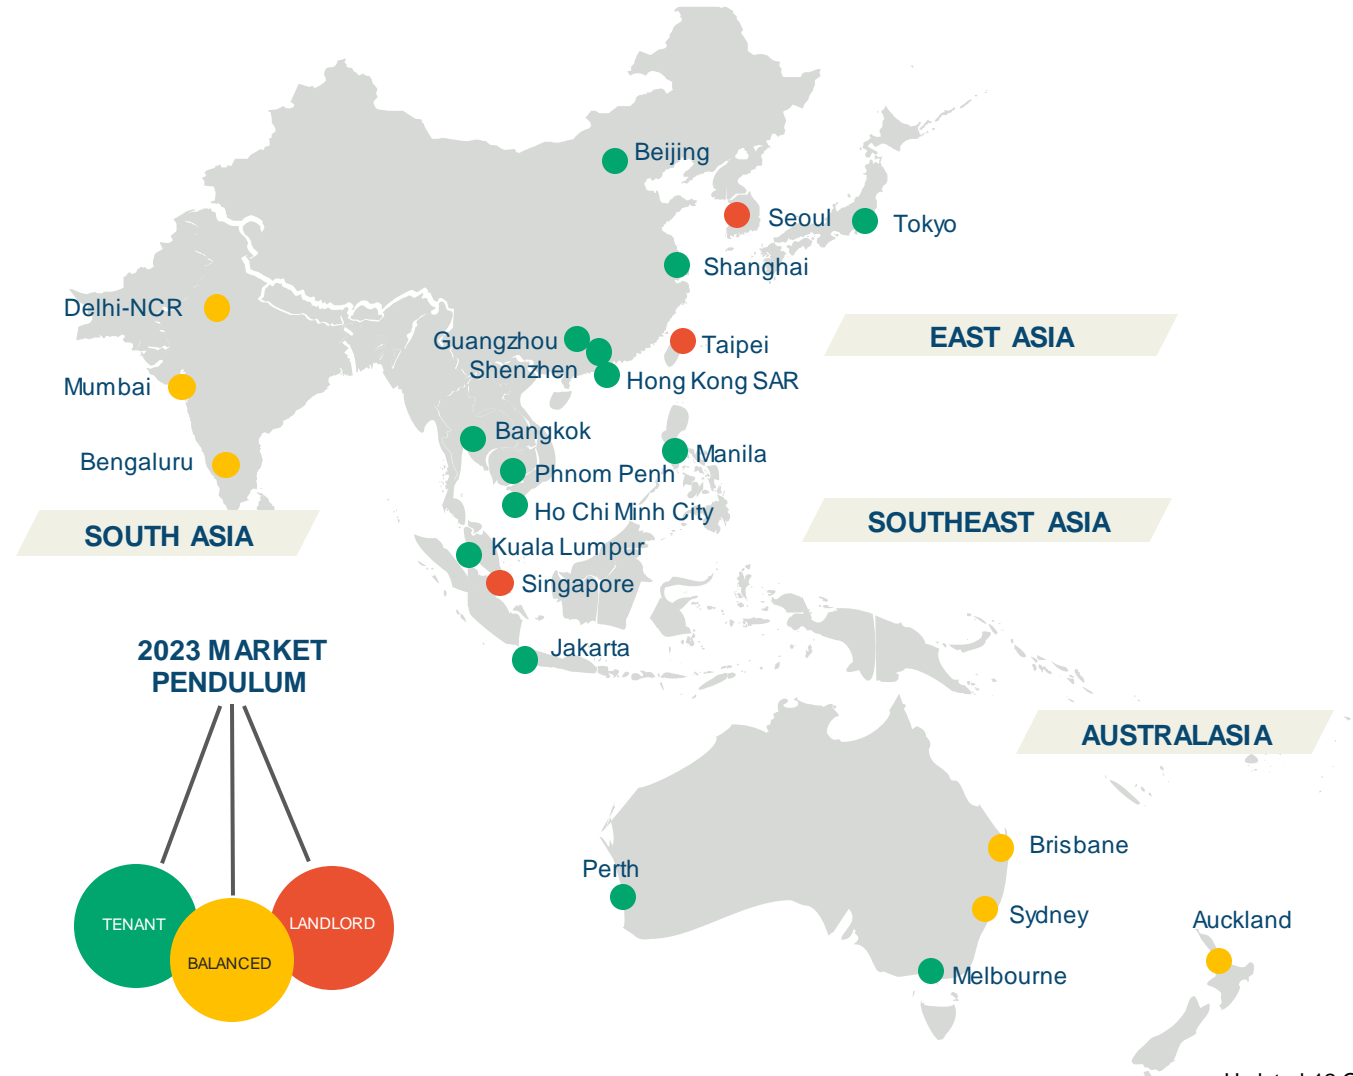 Beijing
Seoul
Tokyo
Shanghai
Delhi-NCR
EAST ASIA
Guangzhou
Taipei
Shenzhen
Hong Kong SAR
Mumbai
Bangkok
Manila
Bengaluru
Phnom Penh
Ho Chi Minh City
SOUTHEAST ASIA
SOUTH ASIA
Kuala Lumpur
Singapore
Jakarta
2023 MARKET
PENDULUM
AUSTRALASIA
Brisbane
Perth
Sydney
Auckland
TENANT
LANDLORD
BALANCED
Melbourne